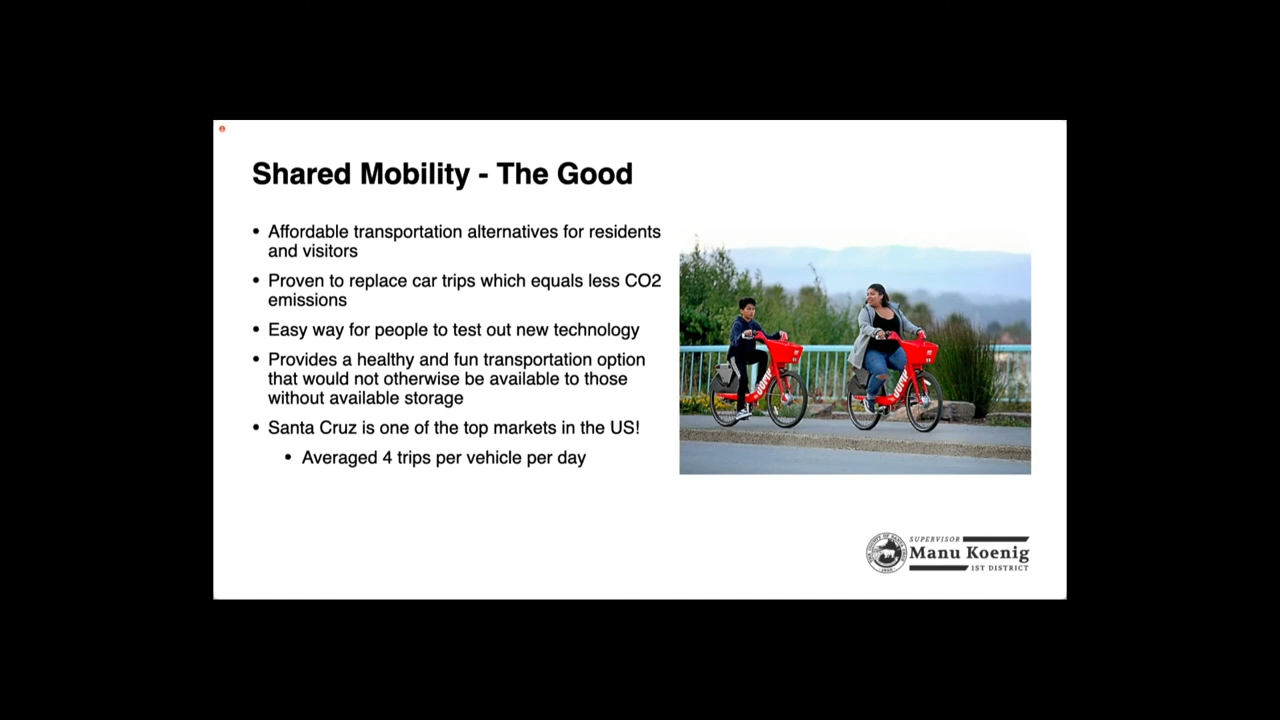 Shared Mobility - The Good
• Affordable transportation alternatives for residents
and visitors
• Proven to replace car trips which equals less CO2
emissions
• Easy way for people to test out new technology
• Provides a healthy and fun transportation option
that would not otherwise be available to those
without available storage
• Santa Cruz is one of the top markets in the US!
• Averaged 4 trips per vehicle per day
JUMP
JUMP
SUPERVISOR
Manu Koenig
1ST DISTRICT